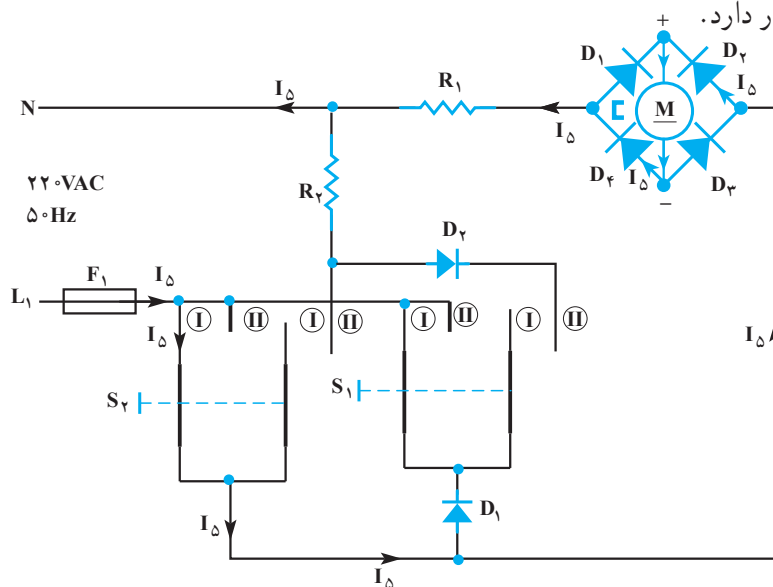 ر دارد.
+
D۱ D۲
I۵ R۱ I۵
N I۵ M
D۴ I۵ D۳
−
۲۲۰VAC
۵۰Hz
R۲
D۲
F۱ I۵
L۱
I II I II I II I II
I۵ I۵
S۲ S۱
I۵ D۱
I۵